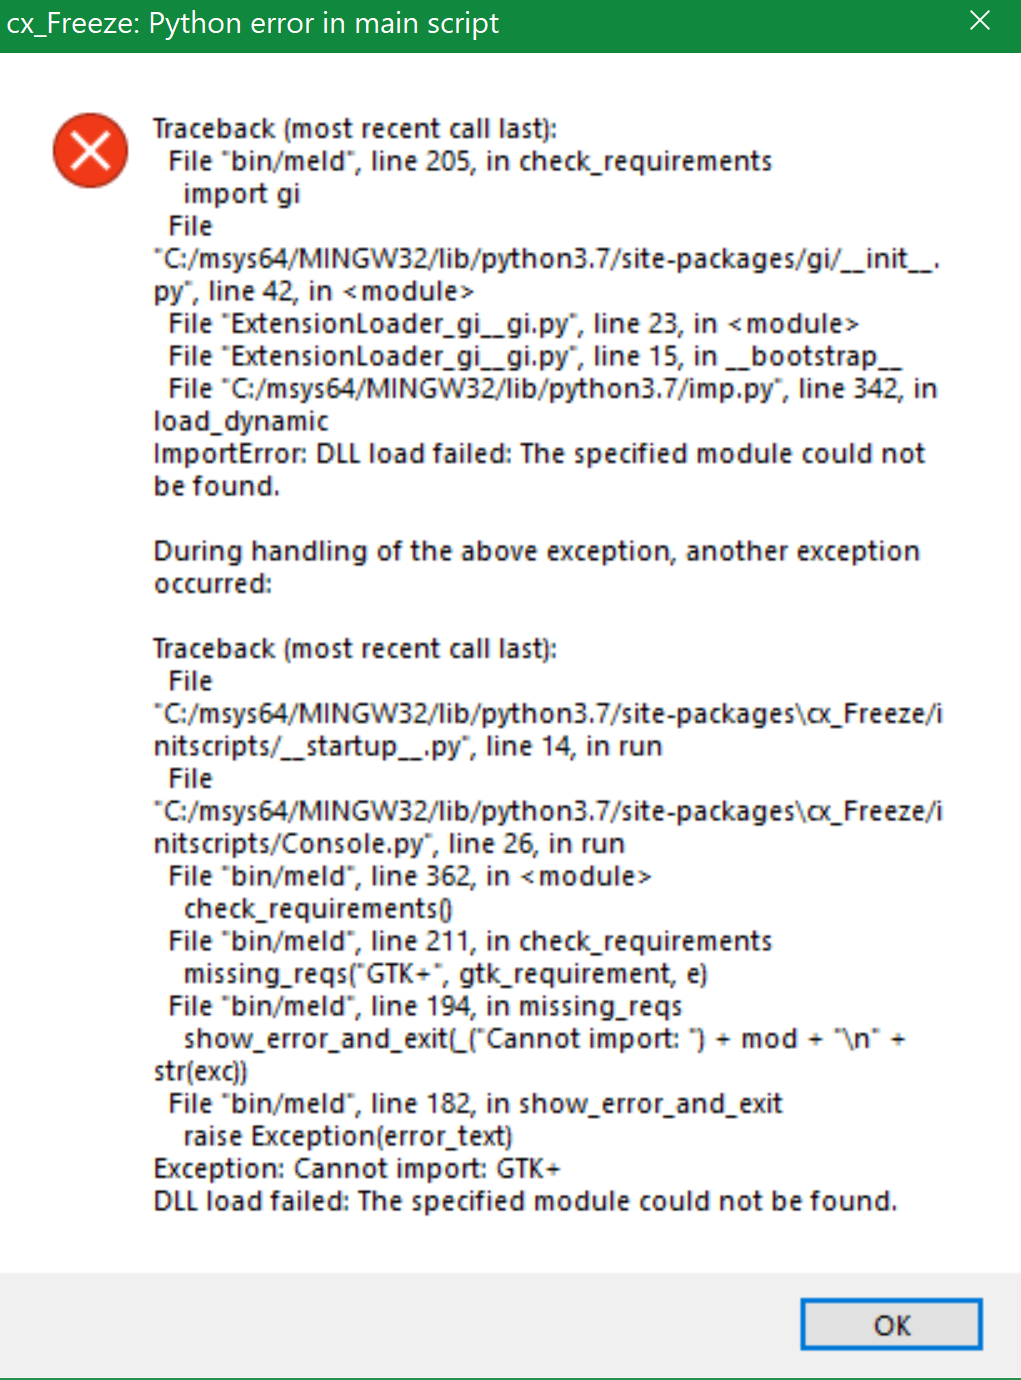 cx_Freeze: Python error in main script
Traceback (most recent call last):
  File "bin/meld", line 205, in check_requirements
    import gi
  File
"C:/msys64/MINGW32/lib/python3.7/site-packages/gi/__init__.
py", line 42, in <module>
  File "ExtensionLoader_gi__gi.py", line 23, in <module>
  File "ExtensionLoader_gi__gi.py", line 15, in __bootstrap__
  File "C:/msys64/MINGW32/lib/python3.7/imp.py", line 342, in
load_dynamic
ImportError: DLL load failed: The specified module could not
be found.

During handling of the above exception, another exception
occurred:

Traceback (most recent call last):
  File
"C:/msys64/MINGW32/lib/python3.7/site-packages\cx_Freeze/i
nitscripts/__startup__.py", line 14, in run
  File
"C:/msys64/MINGW32/lib/python3.7/site-packages\cx_Freeze/i
nitscripts/Console.py", line 26, in run
  File "bin/meld", line 362, in <module>
    check_requirements()
  File "bin/meld", line 211, in check_requirements
    missing_reqs("GTK+", gtk_requirement, e)
  File "bin/meld", line 194, in missing_reqs
    show_error_and_exit(_("Cannot import: ") + mod + "\n" +
str(exc))
  File "bin/meld", line 182, in show_error_and_exit
    raise Exception(error_text)
Exception: Cannot import: GTK+
DLL load failed: The specified module could not be found.
OK